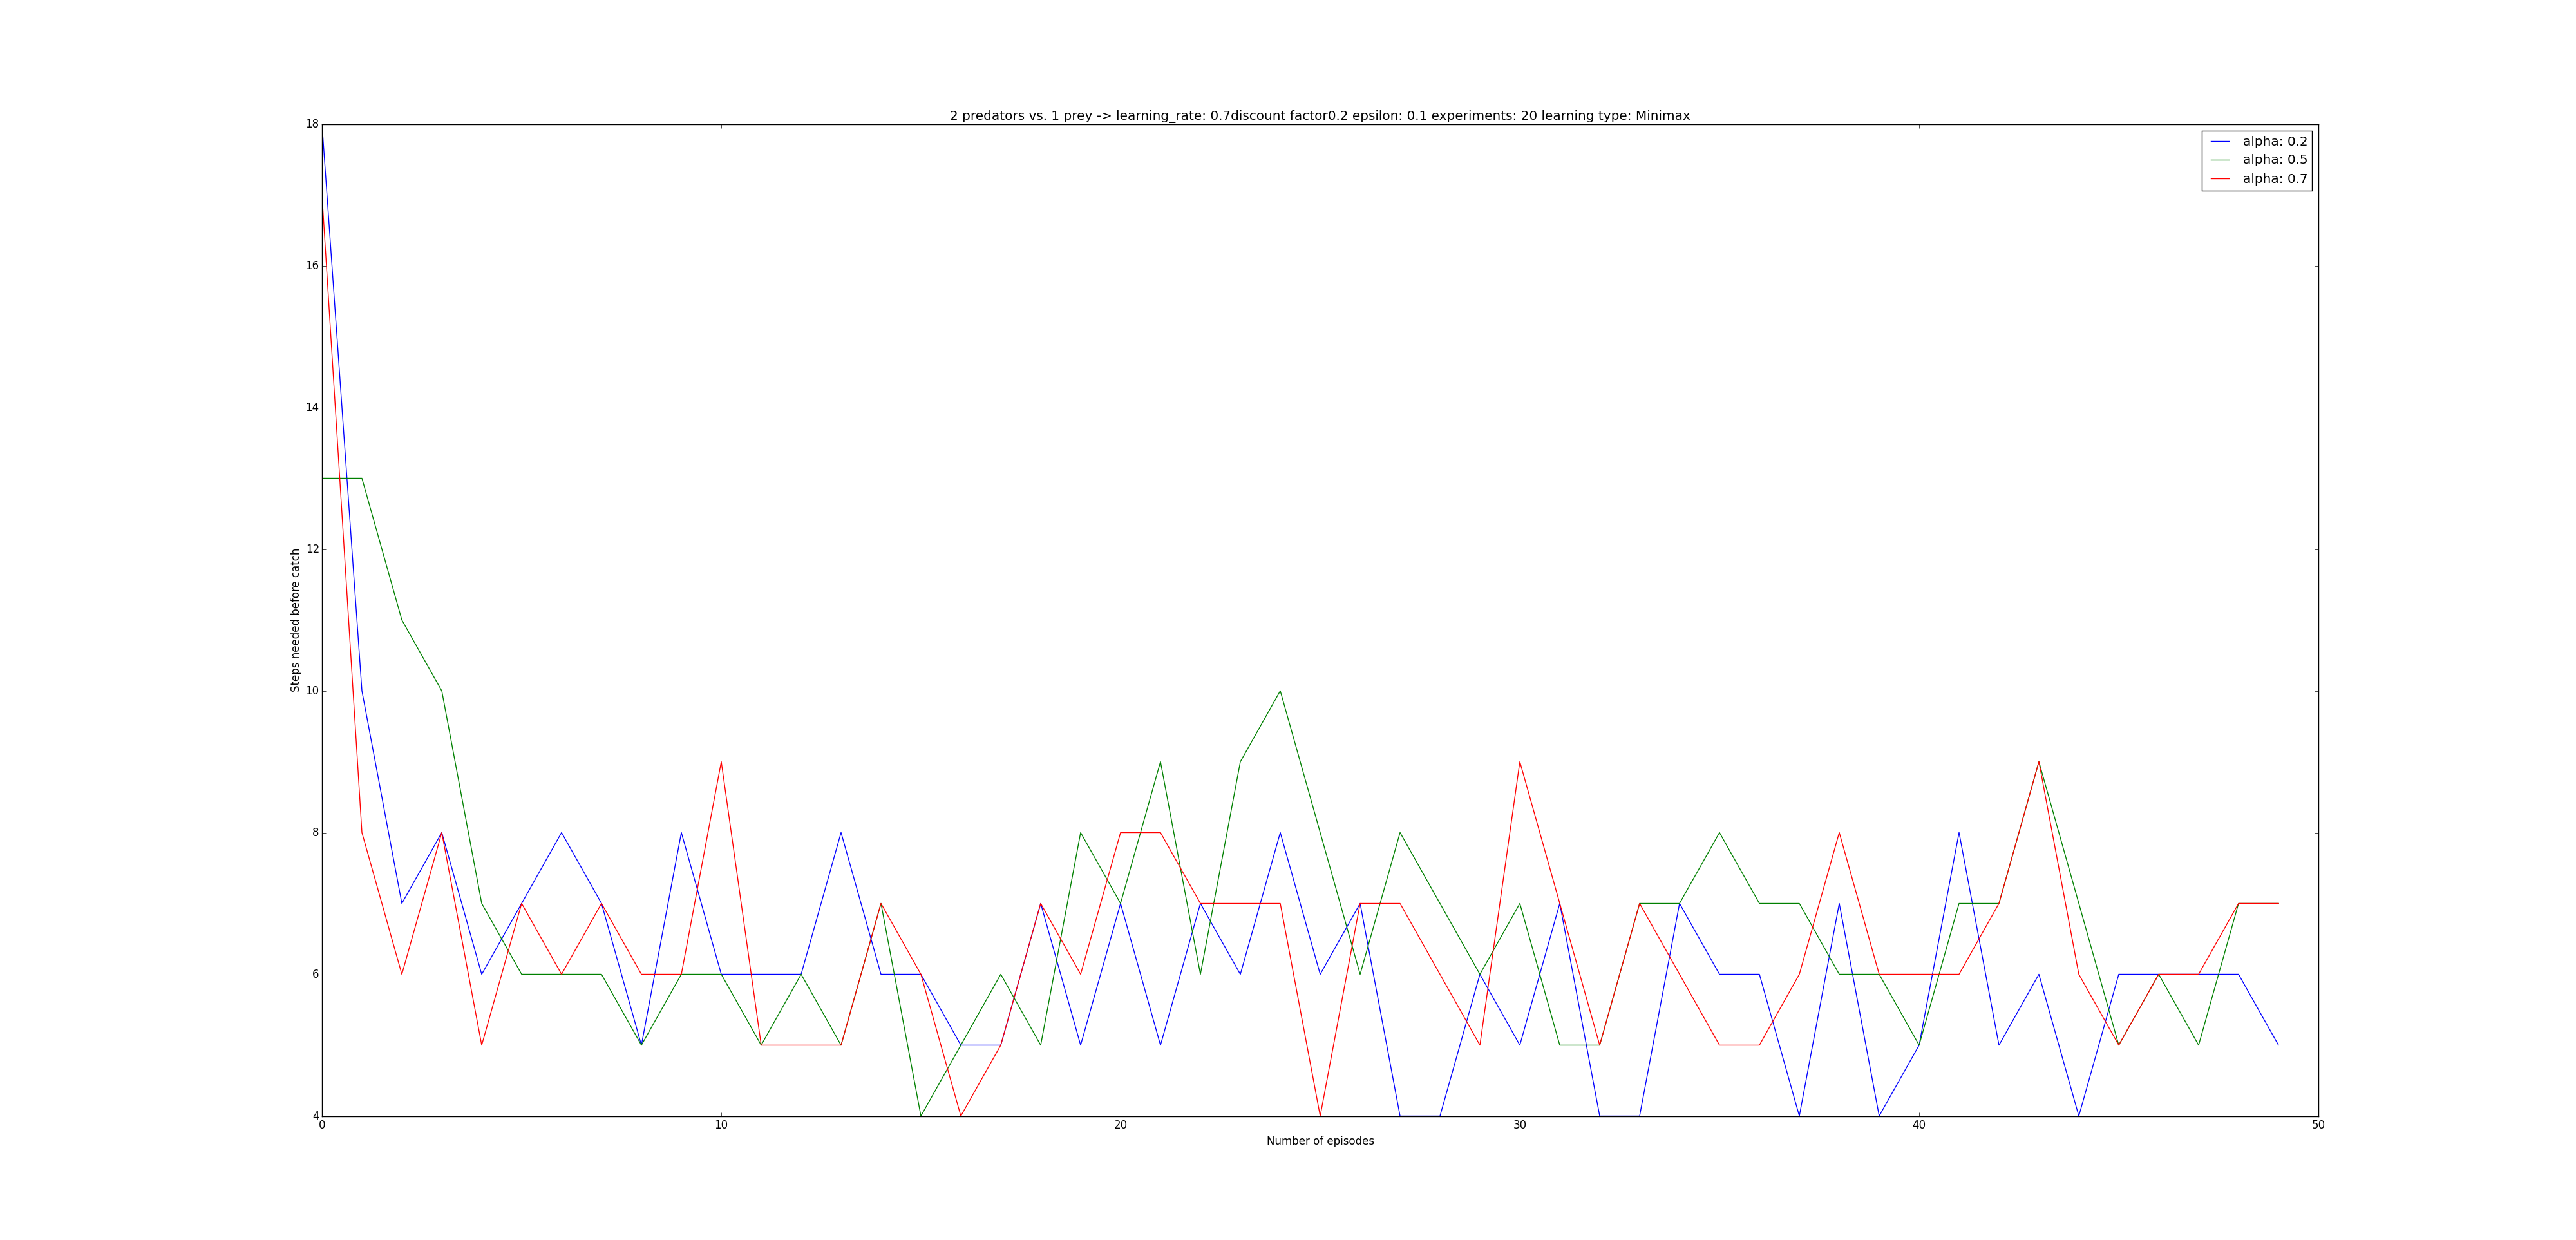 2 predators vs. 1 prey -> learning_rate: 0.7discount factor0.2 epsilon: 0.1 experiments: 20 learning type: Minimax
alpha: 0.2
alpha: 0.5
alpha: 0.7
18
16
14
12
10
8
6
4
Steps needed before catch
0 10 20 30 40 50
Number of episodes